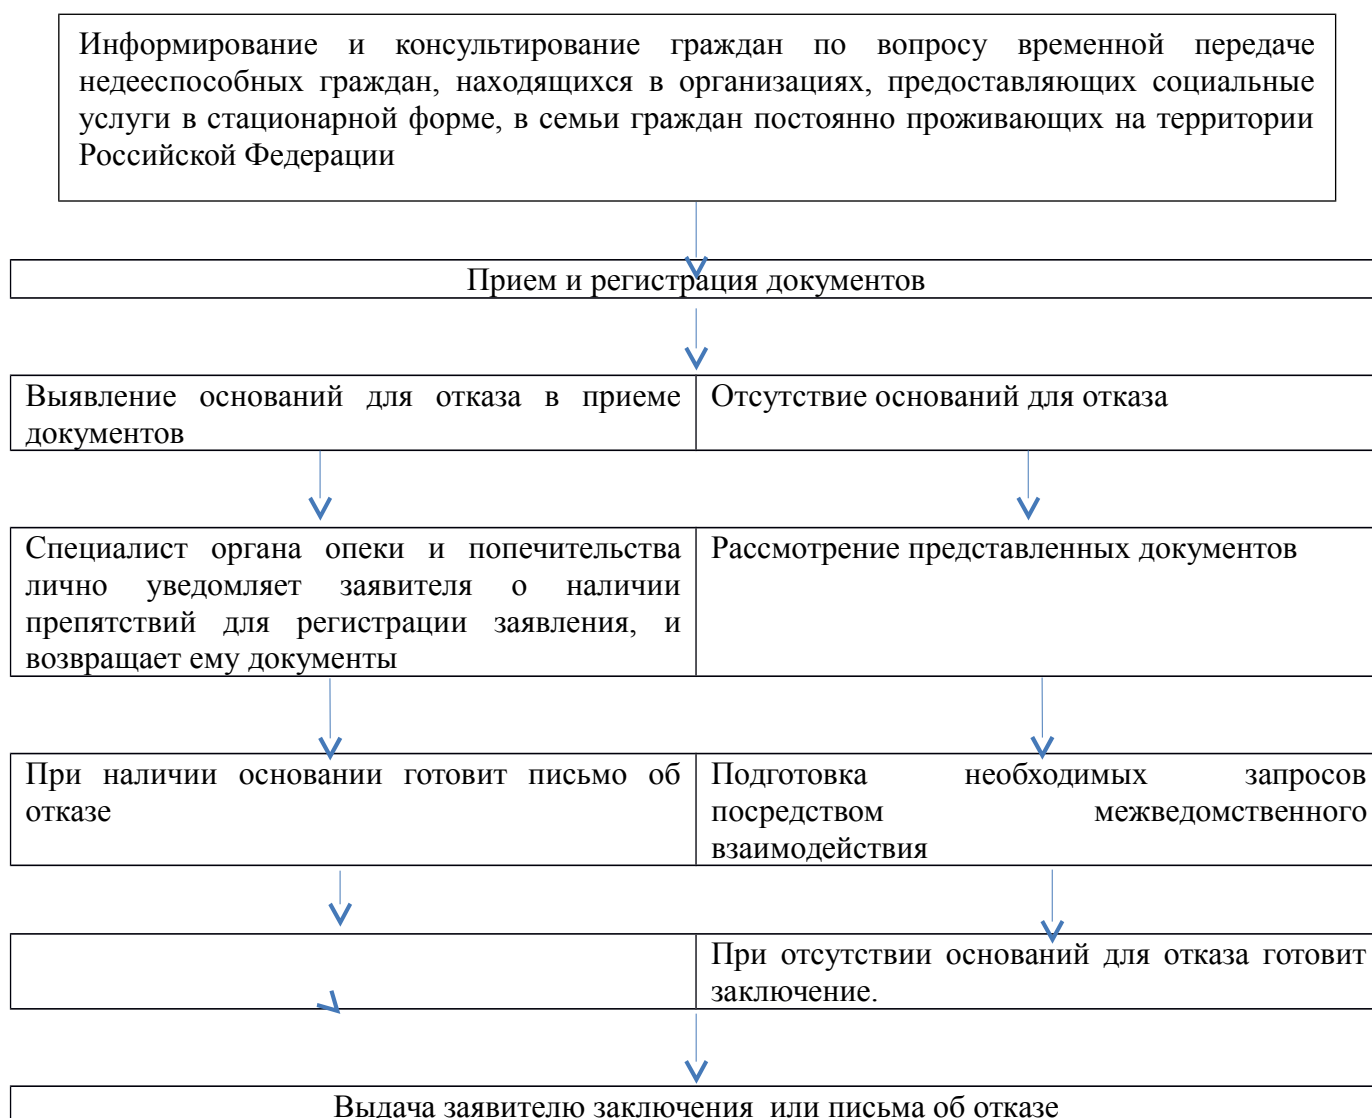 Информирование и консультирование граждан по вопросу временной передаче
недееспособных граждан, находящихся в организациях, предоставляющих социальные
услуги в стационарной форме, в семьи граждан постоянно проживающих на территории
Российской Федерации
Прием и регистрация документов
Выявление оснований для отказа в приеме
документов
Отсутствие оснований для отказа
Специалист органа опеки и попечительства
лично уведомляет заявителя о наличии
препятствий для регистрации заявления, и
возвращает ему документы
Рассмотрение представленных документов
При наличии основании готовит письмо об
отказе
Подготовка необходимых запросов
посредством межведомственного
взаимодействия
При отсутствии оснований для отказа готовит
заключение.
Выдача заявителю заключения или письма об отказе